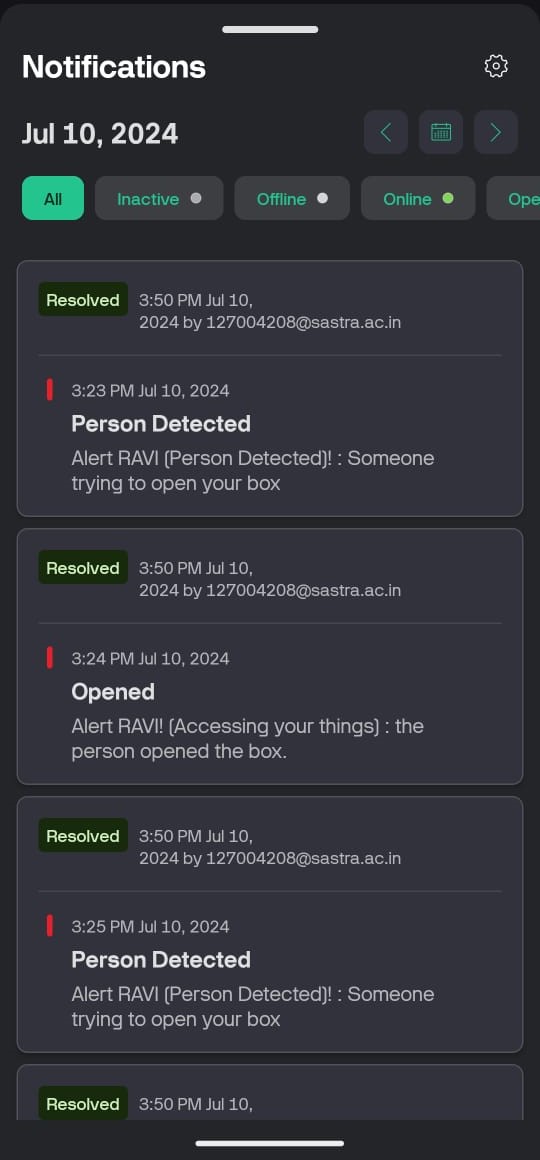 Notifications
Jul 10, 2024
All
Inactive
Offline
Online
Ope
Resolved
3:50 PM Jul 10,
2024 by 127004208@sastra.ac.in
3:23 PM Jul 10, 2024
Person Detected
Alert RAVI (Person Detected)! : Someone
trying to open your box
Resolved
3:50 PM Jul 10,
2024 by 127004208@sastra.ac.in
3:24 PM Jul 10, 2024
Opened
Alert RAVI! (Accessing your things) : the
person opened the box.
Resolved
3:50 PM Jul 10,
2024 by 127004208@sastra.ac.in
3:25 PM Jul 10, 2024
Person Detected
Alert RAVI (Person Detected)! : Someone
trying to open your box
Resolved
3:50 PM Jul 10,